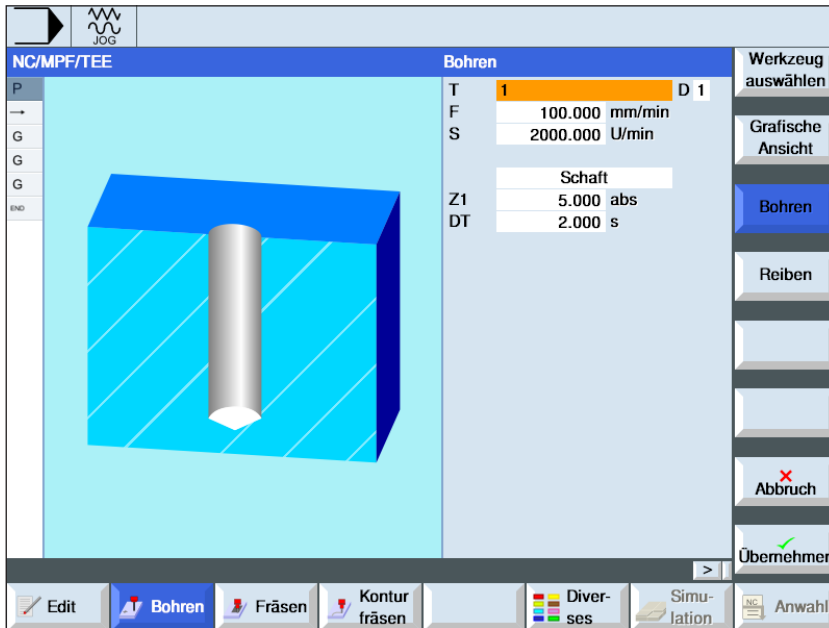 JOG
NC/MPF/TEE
Bohren
P
G
G
G
END
T 1 D 1
F 100.000 mm/min
S 2000.000 U/min
Schaft
Z1 5.000 abs
DT 2.000 s
Werkzeug
auswählen
Grafische
Ansicht
Bohren
Reiben
Abbruch
Übernehmen
>
Edit
Bohren
Fräsen
Kontur
fräsen
Diver-
ses
Simu-
lation
NC
Anwahl